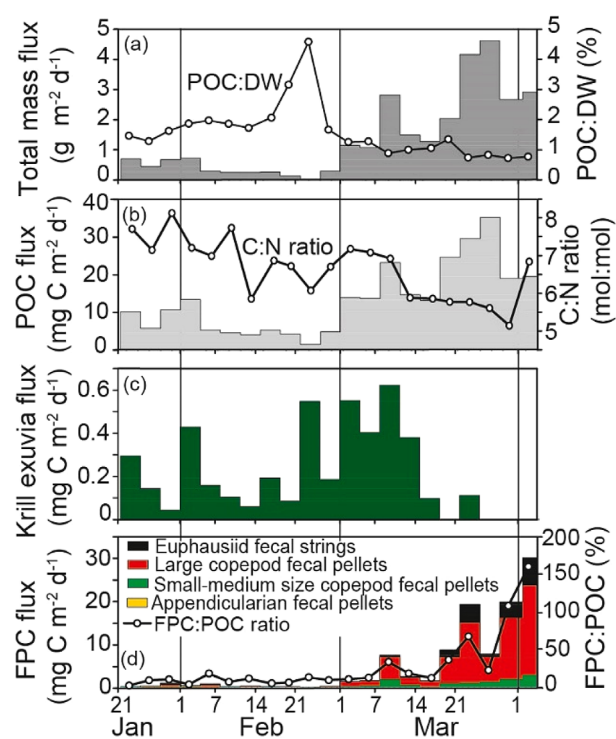 (a)
Total mass flux
(g m⁻² d⁻¹)
5
4
3
2
1
0
POC:DW
5
4
3
2
1
0
POC:DW (%)
(b)
POC flux
(mg C m⁻² d⁻¹)
40
30
20
10
0
C:N ratio
8
7
6
5
C:N ratio
(mol:mol)
(c)
Krill exuvia flux
(mg C m⁻² d⁻¹)
0.6
0.4
0.2
0
Euphausiid fecal strings
Large copepod fecal pellets
Small-medium size copepod fecal pellets
Appendicularian fecal pellets
FPC:POC ratio
(d)
FPC flux
(mg C m⁻² d⁻¹)
30
20
10
0
200
150
100
50
0
FPC:POC (%)
21 1 7 14 21 1 7 14 21 1
Jan Feb Mar